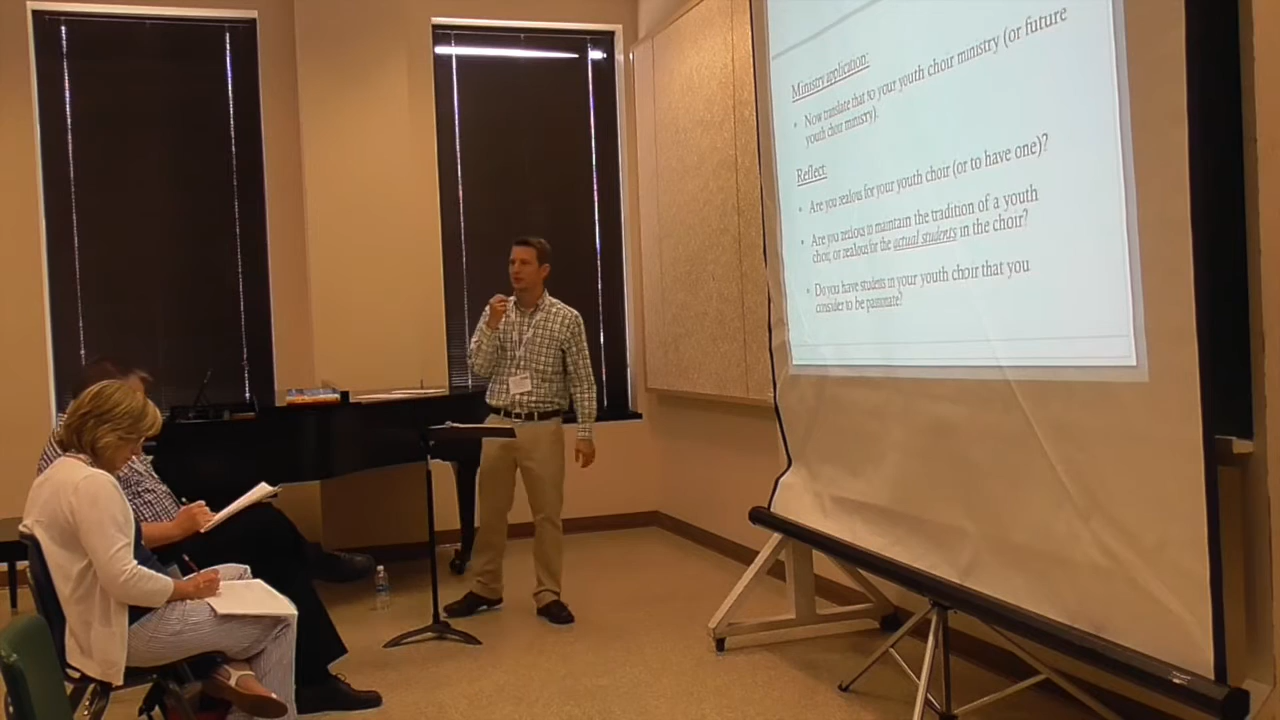 Ministry application:
• Now translate that to your youth choir ministry (or future
youth choir ministry).
Reflect:
• Are you zealous for your youth choir (or to have one)?
• Are you zealous to maintain the tradition of a youth
choir, or zealous for the actual students in the choir?
• Do you have students in your youth choir that you
consider to be passionate?